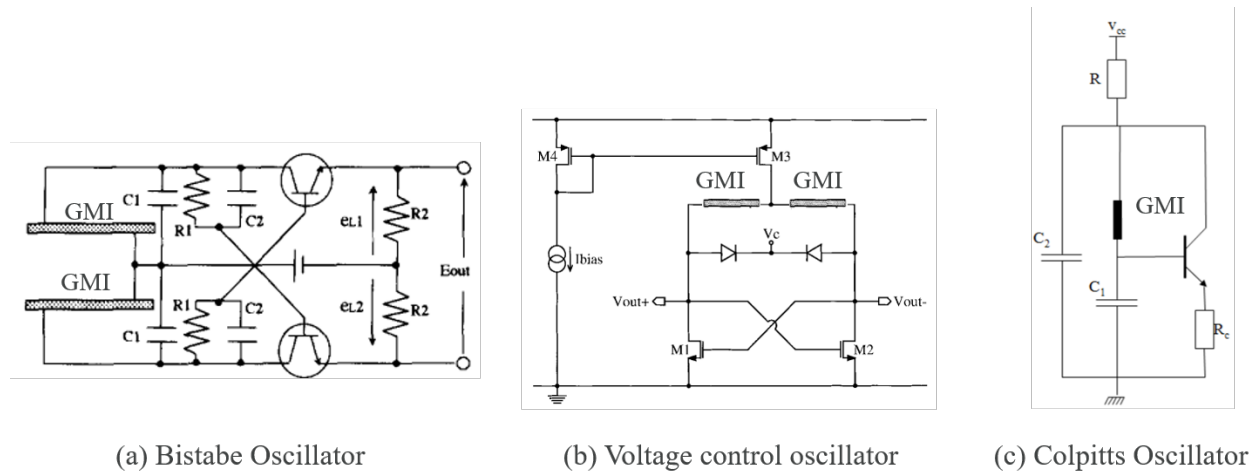 GMI
GMI
C1
R1
C2
eL1
R2
Eout
R1
C2
C1
eL2
R2
(a) Bistabe Oscillator
M4
M3
GMI GMI
Vc
Ibias
Vout+
Vout-
M1
M2
(b) Voltage control oscillator
Vcc
R
GMI
C2
C1
Rc
(c) Colpitts Oscillator